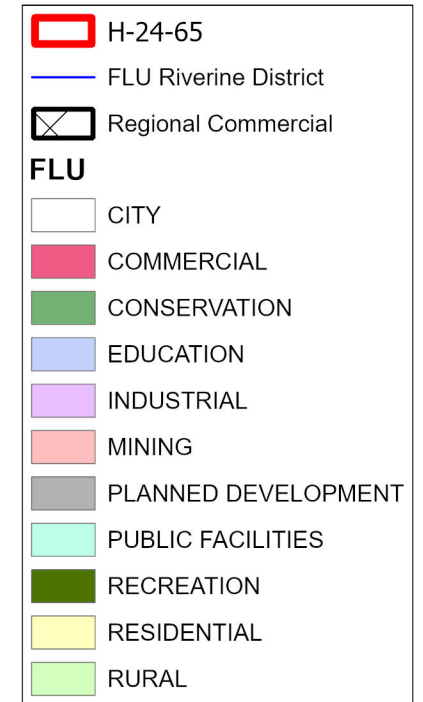 H-24-65
FLU Riverine District
Regional Commercial
FLU
CITY
COMMERCIAL
CONSERVATION
EDUCATION
INDUSTRIAL
MINING
PLANNED DEVELOPMENT
PUBLIC FACILITIES
RECREATION
RESIDENTIAL
RURAL